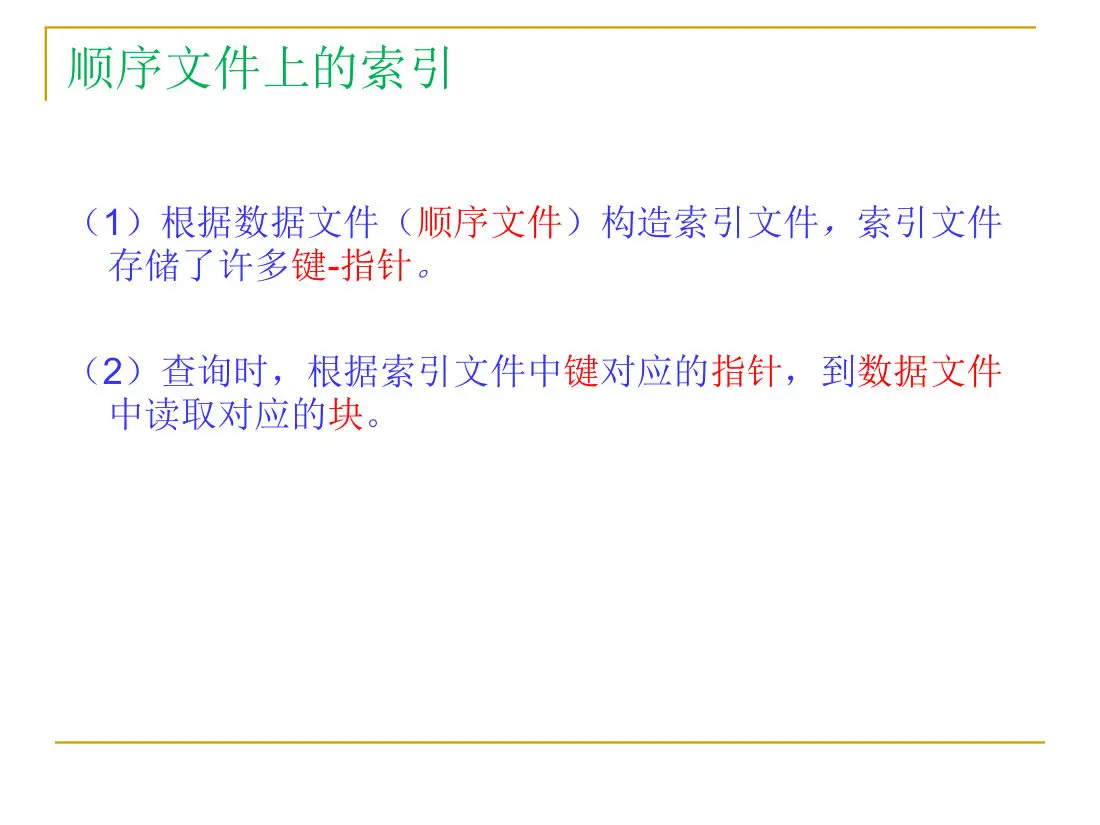 顺序文件上的索引
（1）根据数据文件（顺序文件）构造索引文件，索引文件
存储了许多键-指针。
（2）查询时，根据索引文件中键对应的指针，到数据文件
中读取对应的块。